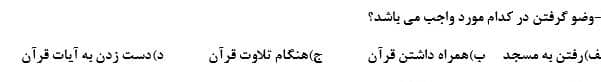 -وضو گرفتن در کدام مورد واجب می باشد؟
لف)رفتن به مسجد ب)همراه داشتن قرآن ج)هنگام تلاوت قرآن د)دست زدن به آیات قرآن